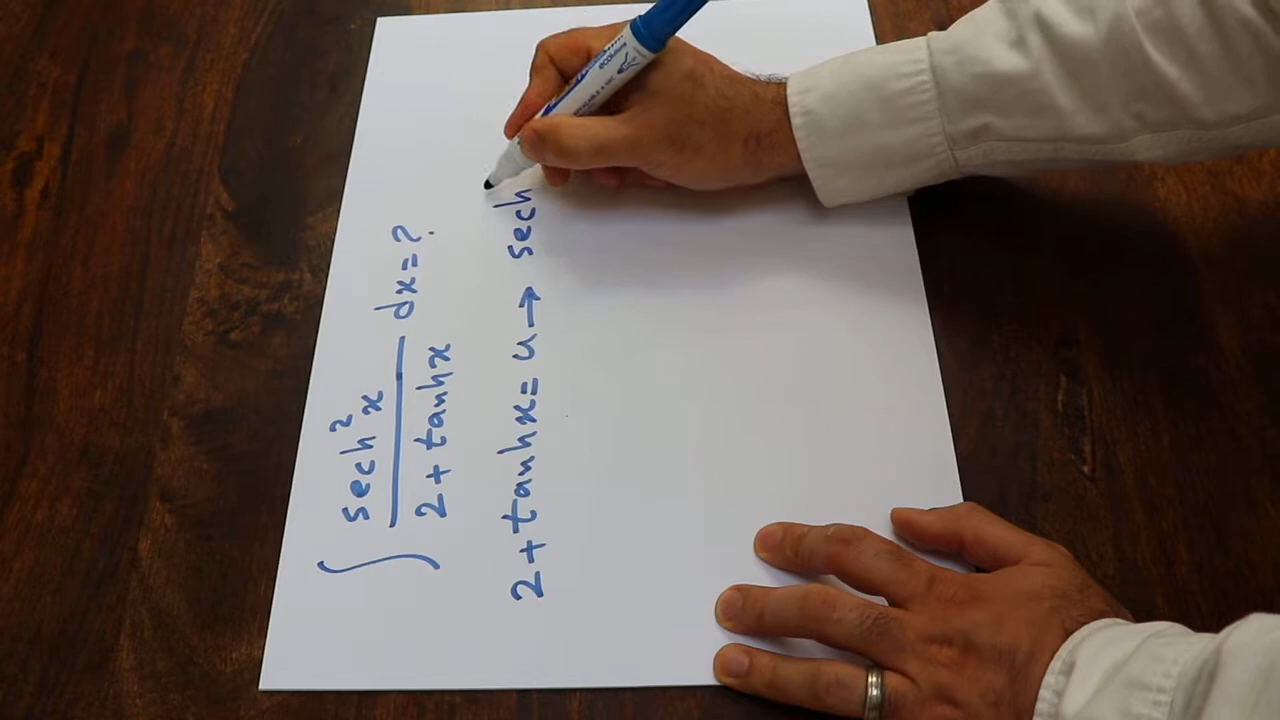 ∫ sech²x / 2 + tanhx dx = ?
2 + tanhx = u → sech